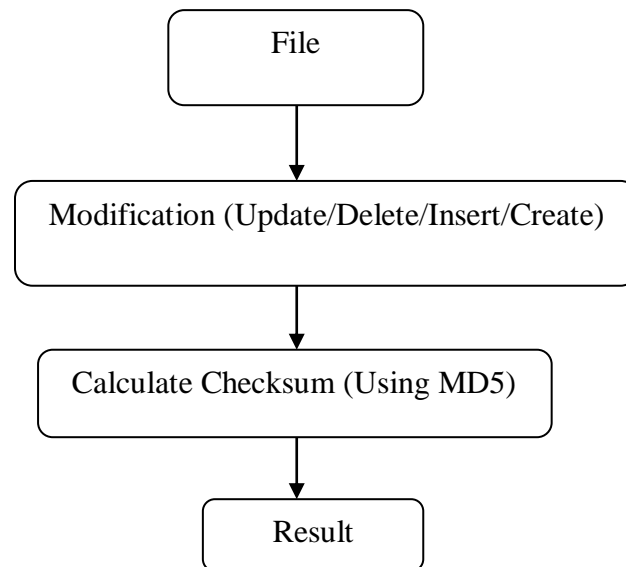 File
Modification (Update/Delete/Insert/Create)
Calculate Checksum (Using MD5)
Result